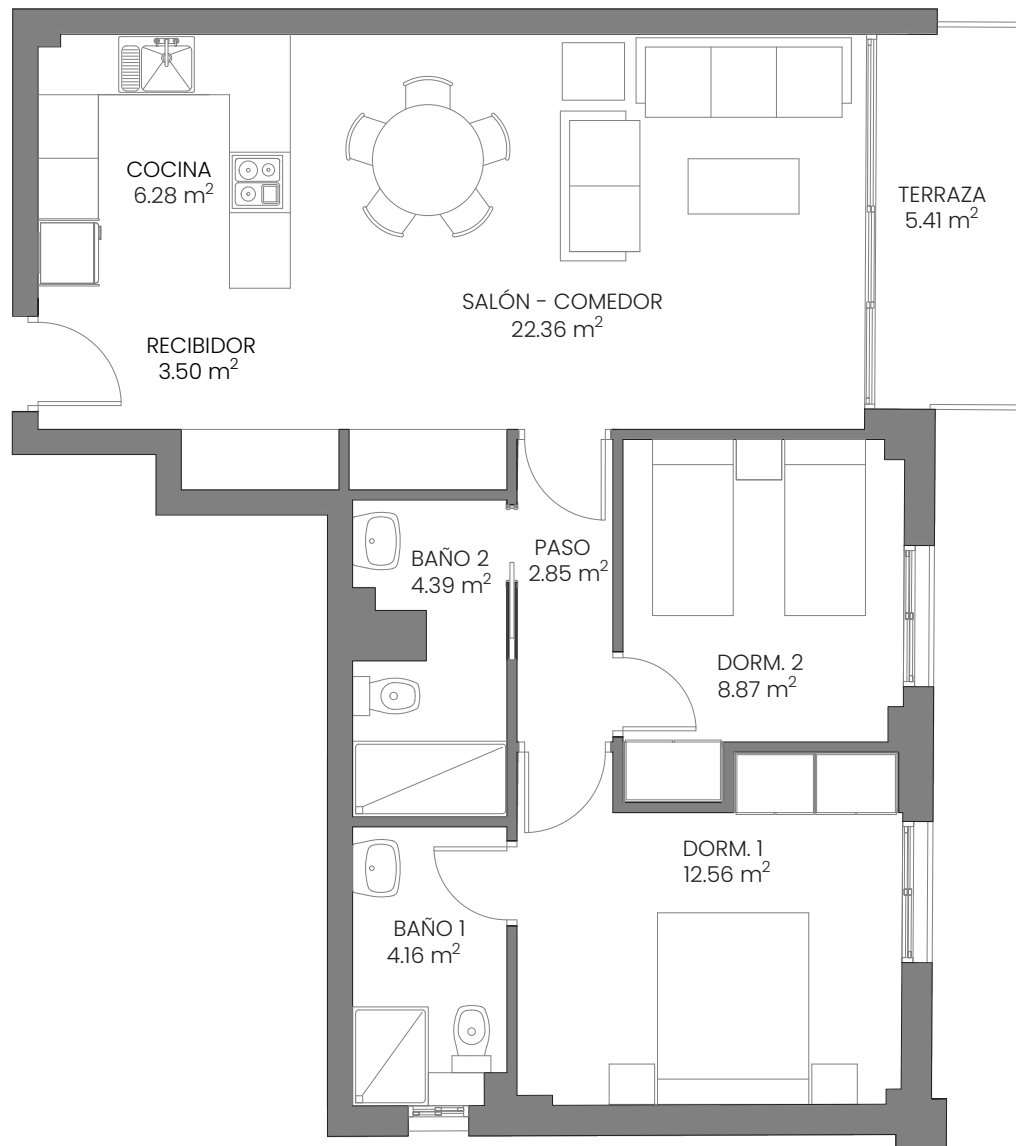 COCINA
6.28 m²
TERRAZA
5.41 m²
SALÓN - COMEDOR
22.36 m²
RECIBIDOR
3.50 m²
BAÑO 2
4.39 m²
PASO
2.85 m²
DORM. 2
8.87 m²
DORM. 1
12.56 m²
BAÑO 1
4.16 m²